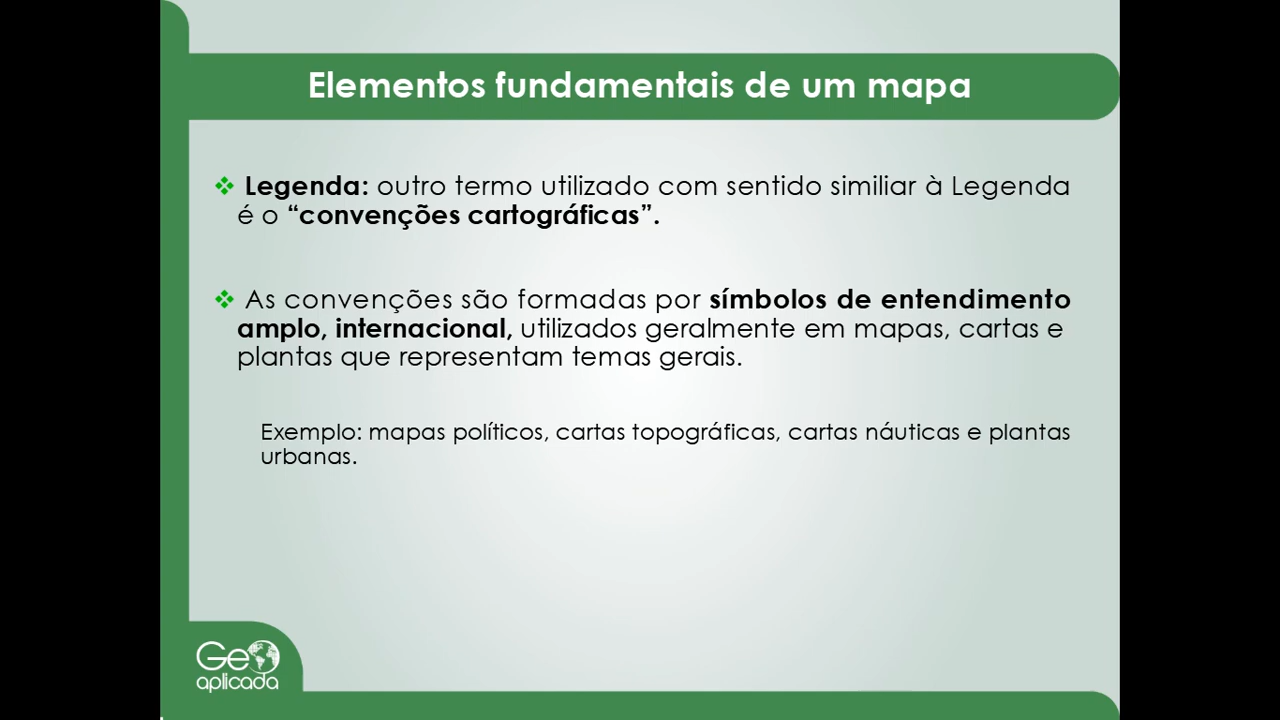 Elementos fundamentais de um mapa
❖ Legenda: outro termo utilizado com sentido similiar à Legenda
é o “convenções cartográficas”.
❖ As convenções são formadas por símbolos de entendimento
amplo, internacional, utilizados geralmente em mapas, cartas e
plantas que representam temas gerais.
Exemplo: mapas políticos, cartas topográficas, cartas náuticas e plantas
urbanas.
Geo
aplicada